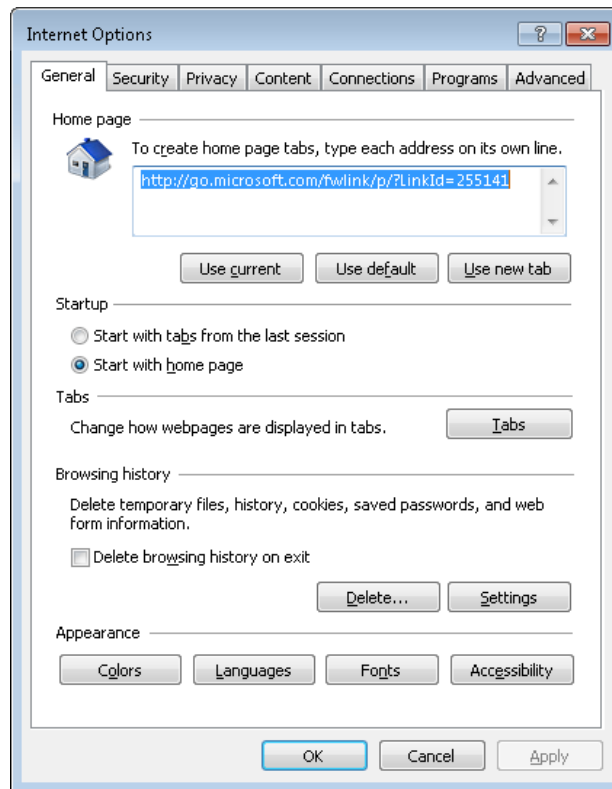 Internet Options
General Security Privacy Content Connections Programs Advanced
Home page
To create home page tabs, type each address on its own line.
http://go.microsoft.com/fwlink/p/?LinkId=255141
Use current Use default Use new tab
Startup
Start with tabs from the last session
Start with home page
Tabs
Change how webpages are displayed in tabs. Tabs
Browsing history
Delete temporary files, history, cookies, saved passwords, and web
form information.
Delete browsing history on exit
Delete... Settings
Appearance
Colors Languages Fonts Accessibility
OK Cancel Apply